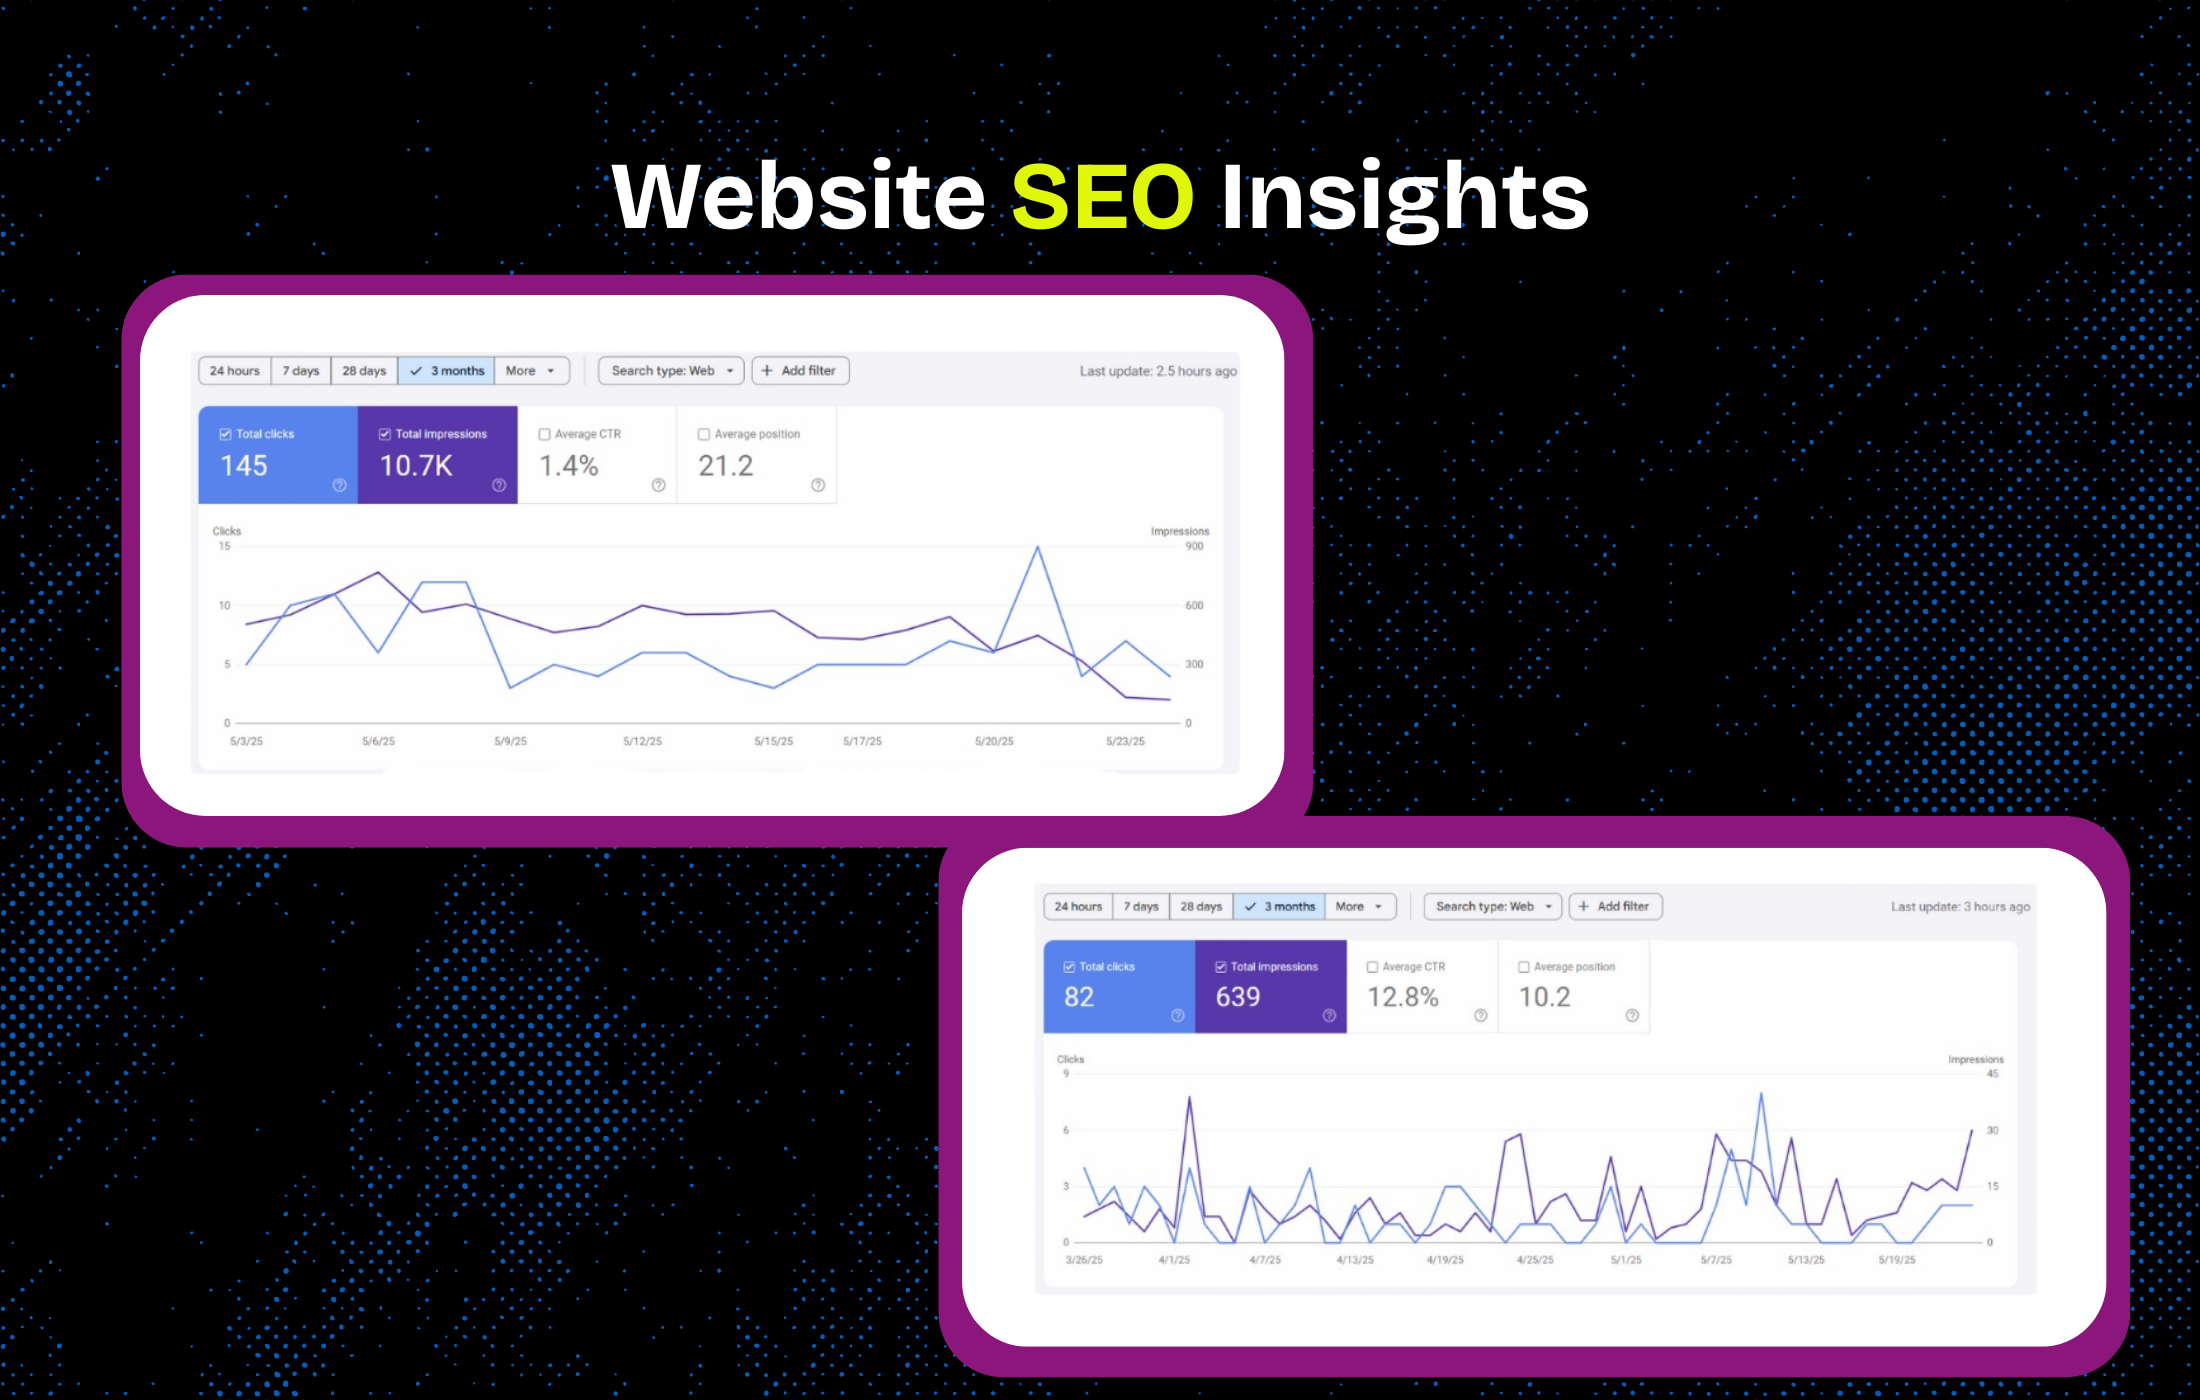 Website SEO Insights
24 hours 7 days 28 days 3 months More Search type: Web Add filter Last update: 2.5 hours ago
Total clicks Total impressions Average CTR Average position
145 10.7K 1.4% 21.2
Clicks Impressions
15 900
10 600
5 300
0 0
5/3/25 5/6/25 5/9/25 5/12/25 5/15/25 5/17/25 5/20/25 5/23/25
24 hours 7 days 28 days 3 months More Search type: Web Add filter Last update: 3 hours ago
Total clicks Total impressions Average CTR Average position
82 639 12.8% 10.2
Clicks Impressions
9 45
6 30
3 15
0 0
3/26/25 4/1/25 4/7/25 4/13/25 4/19/25 4/25/25 5/1/25 5/7/25 5/13/25 5/19/25